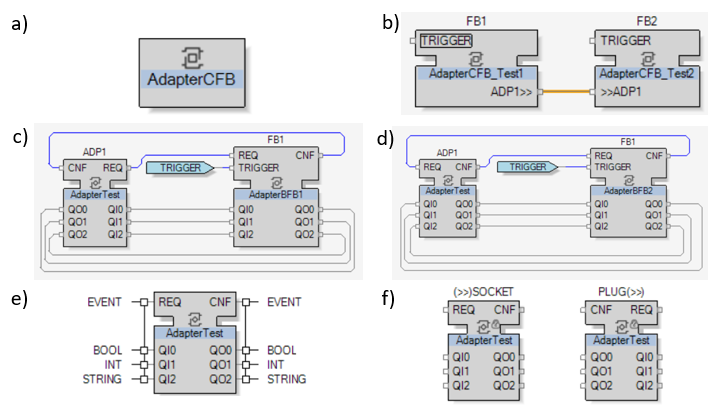 a)
AdapterCFB
b)
FB1
TRIGGER
AdapterCFB_Test1
ADP1>>
FB2
TRIGGER
AdapterCFB_Test2
>>ADP1
c)
ADP1
CNF REQ
AdapterTest
QO0 QI0
QO1 QI1
QO2 QI2
TRIGGER
FB1
REQ CNF
TRIGGER
AdapterBFB1
QI0 QO0
QI1 QO1
QI2 QO2
d)
ADP1
CNF REQ
AdapterTest
QO0 QI0
QO1 QI1
QO2 QI2
TRIGGER
FB1
REQ CNF
TRIGGER
AdapterBFB2
QI0 QO0
QI1 QO1
QI2 QO2
e)
EVENT REQ CNF EVENT
AdapterTest
BOOL QI0 QO0 BOOL
INT QI1 QO1 INT
STRING QI2 QO2 STRING
f)
(>>)SOCKET
REQ CNF
AdapterTest
QI0 QO0
QI1 QO1
QI2 QO2
PLUG(>>)
CNF REQ
AdapterTest
QO0 QI0
QO1 QI1
QO2 QI2